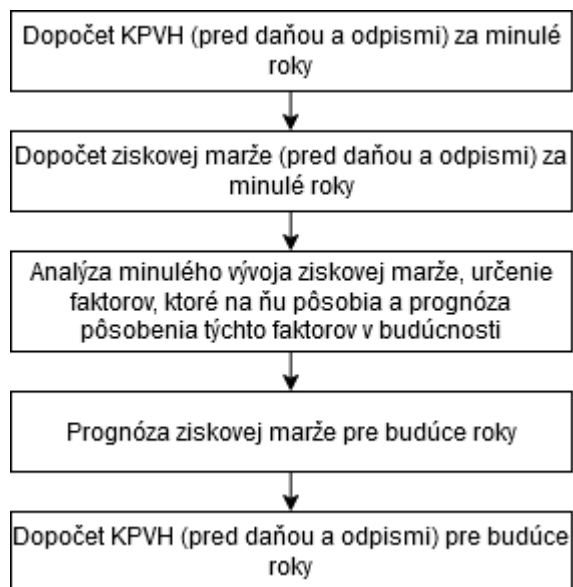 Dopočet KPVH (pred daňou a odpismi) za minulé
roky
Dopočet ziskovej marže (pred daňou a odpismi) za
minulé roky
Analýza minulého vývoja ziskovej marže, určenie
faktorov, ktoré na ňu pôsobia a prognóza
pôsobenia týchto faktorov v budúcnosti
Prognóza ziskovej marže pre budúce roky
Dopočet KPVH (pred daňou a odpismi) pre budúce
roky